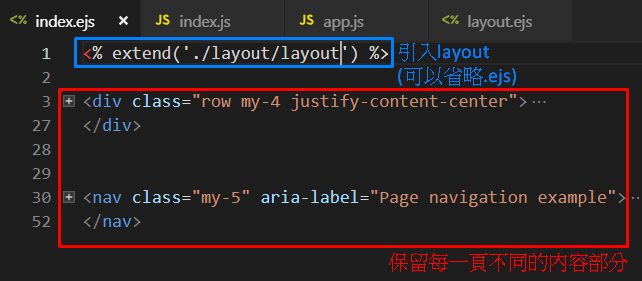 index.ejs × JS index.js JS app.js layout.ejs
1 <% extend('./layout/layout') %> 引入layout
2 (可以省略.ejs)
3 <div class="row my-4 justify-content-center">…
27 </div>
28
29
30 <nav class="my-5" aria-label="Page navigation example">…
52 </nav>
保留每一頁不同的內容部分